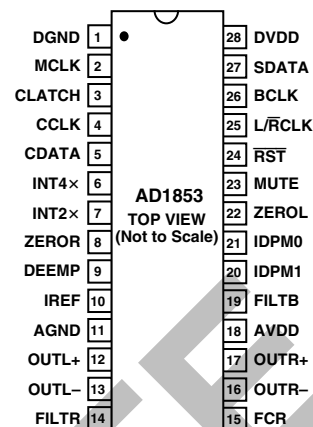 DGND 1 28 DVDD
MCLK 2 27 SDATA
CLATCH 3 26 BCLK
CCLK 4 25 L/R̅CLK
CDATA 5 24 R̅S̅T̅
INT4× 6 23 MUTE
INT2× 7 22 ZEROL
AD1853
TOP VIEW
(Not to Scale)
ZEROR 8 21 IDPM0
DEEMP 9 20 IDPM1
IREF 10 19 FILTB
AGND 11 18 AVDD
OUTL+ 12 17 OUTR+
OUTL– 13 16 OUTR–
FILTR 14 15 FCR